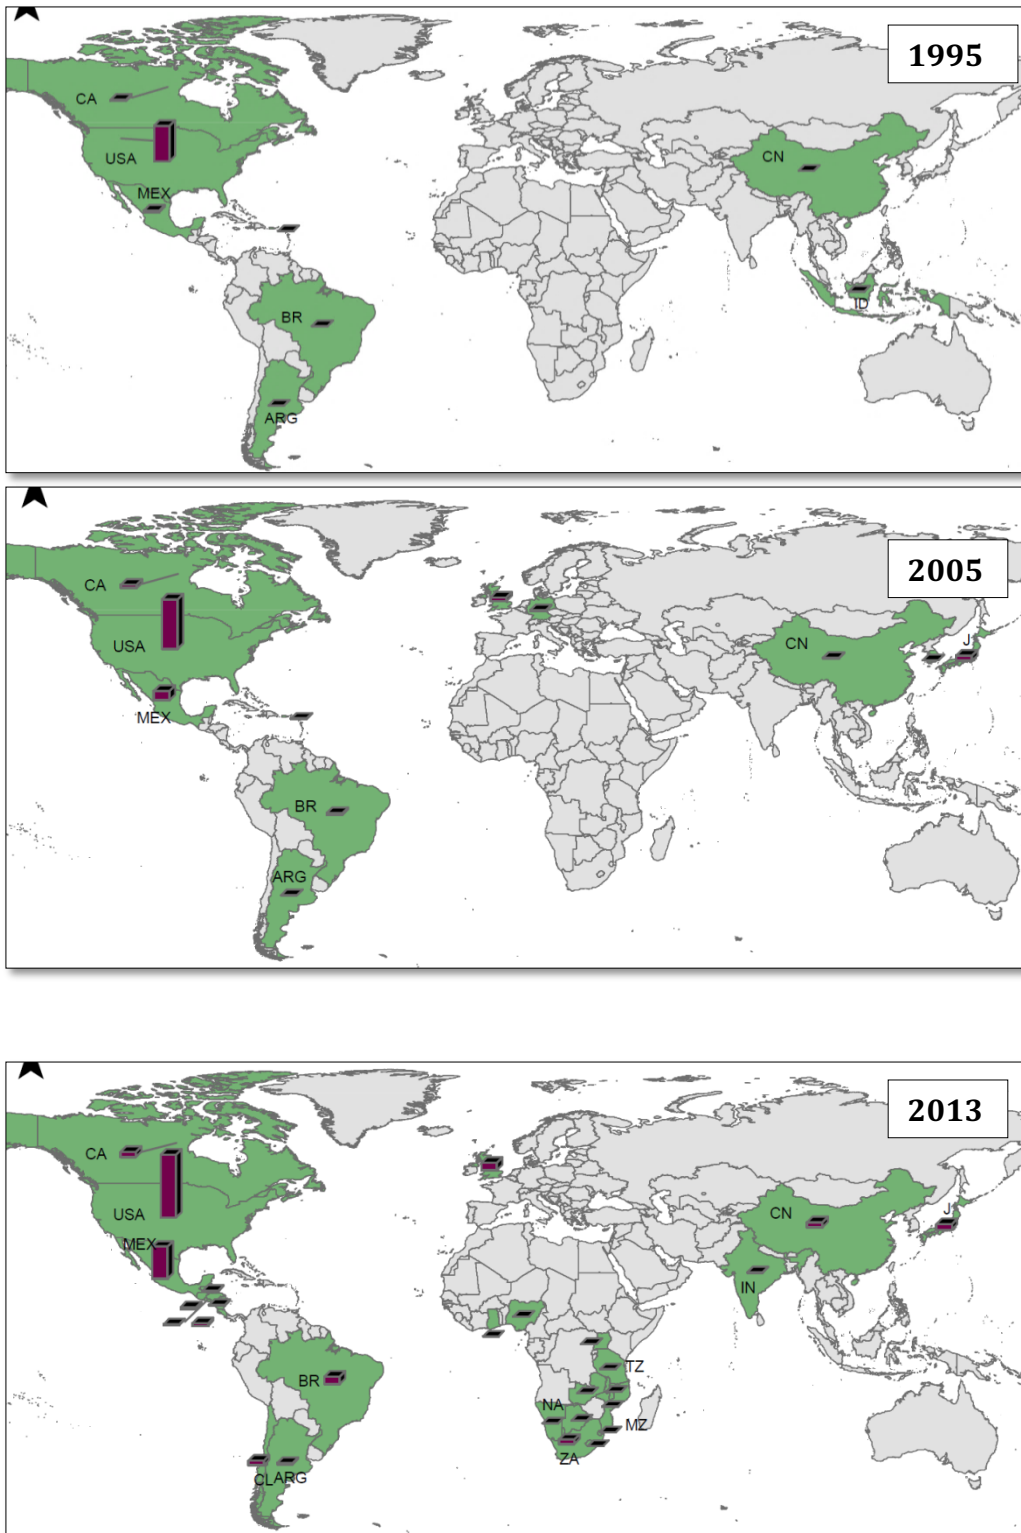 1995
CA
USA
MEX
CN
ID
BR
ARG
2005
CA
USA
MEX
CN
J
BR
ARG
2013
CA
USA
MEX
CN
J
IN
TZ
BR
NA
MZ
ZA
CL ARG